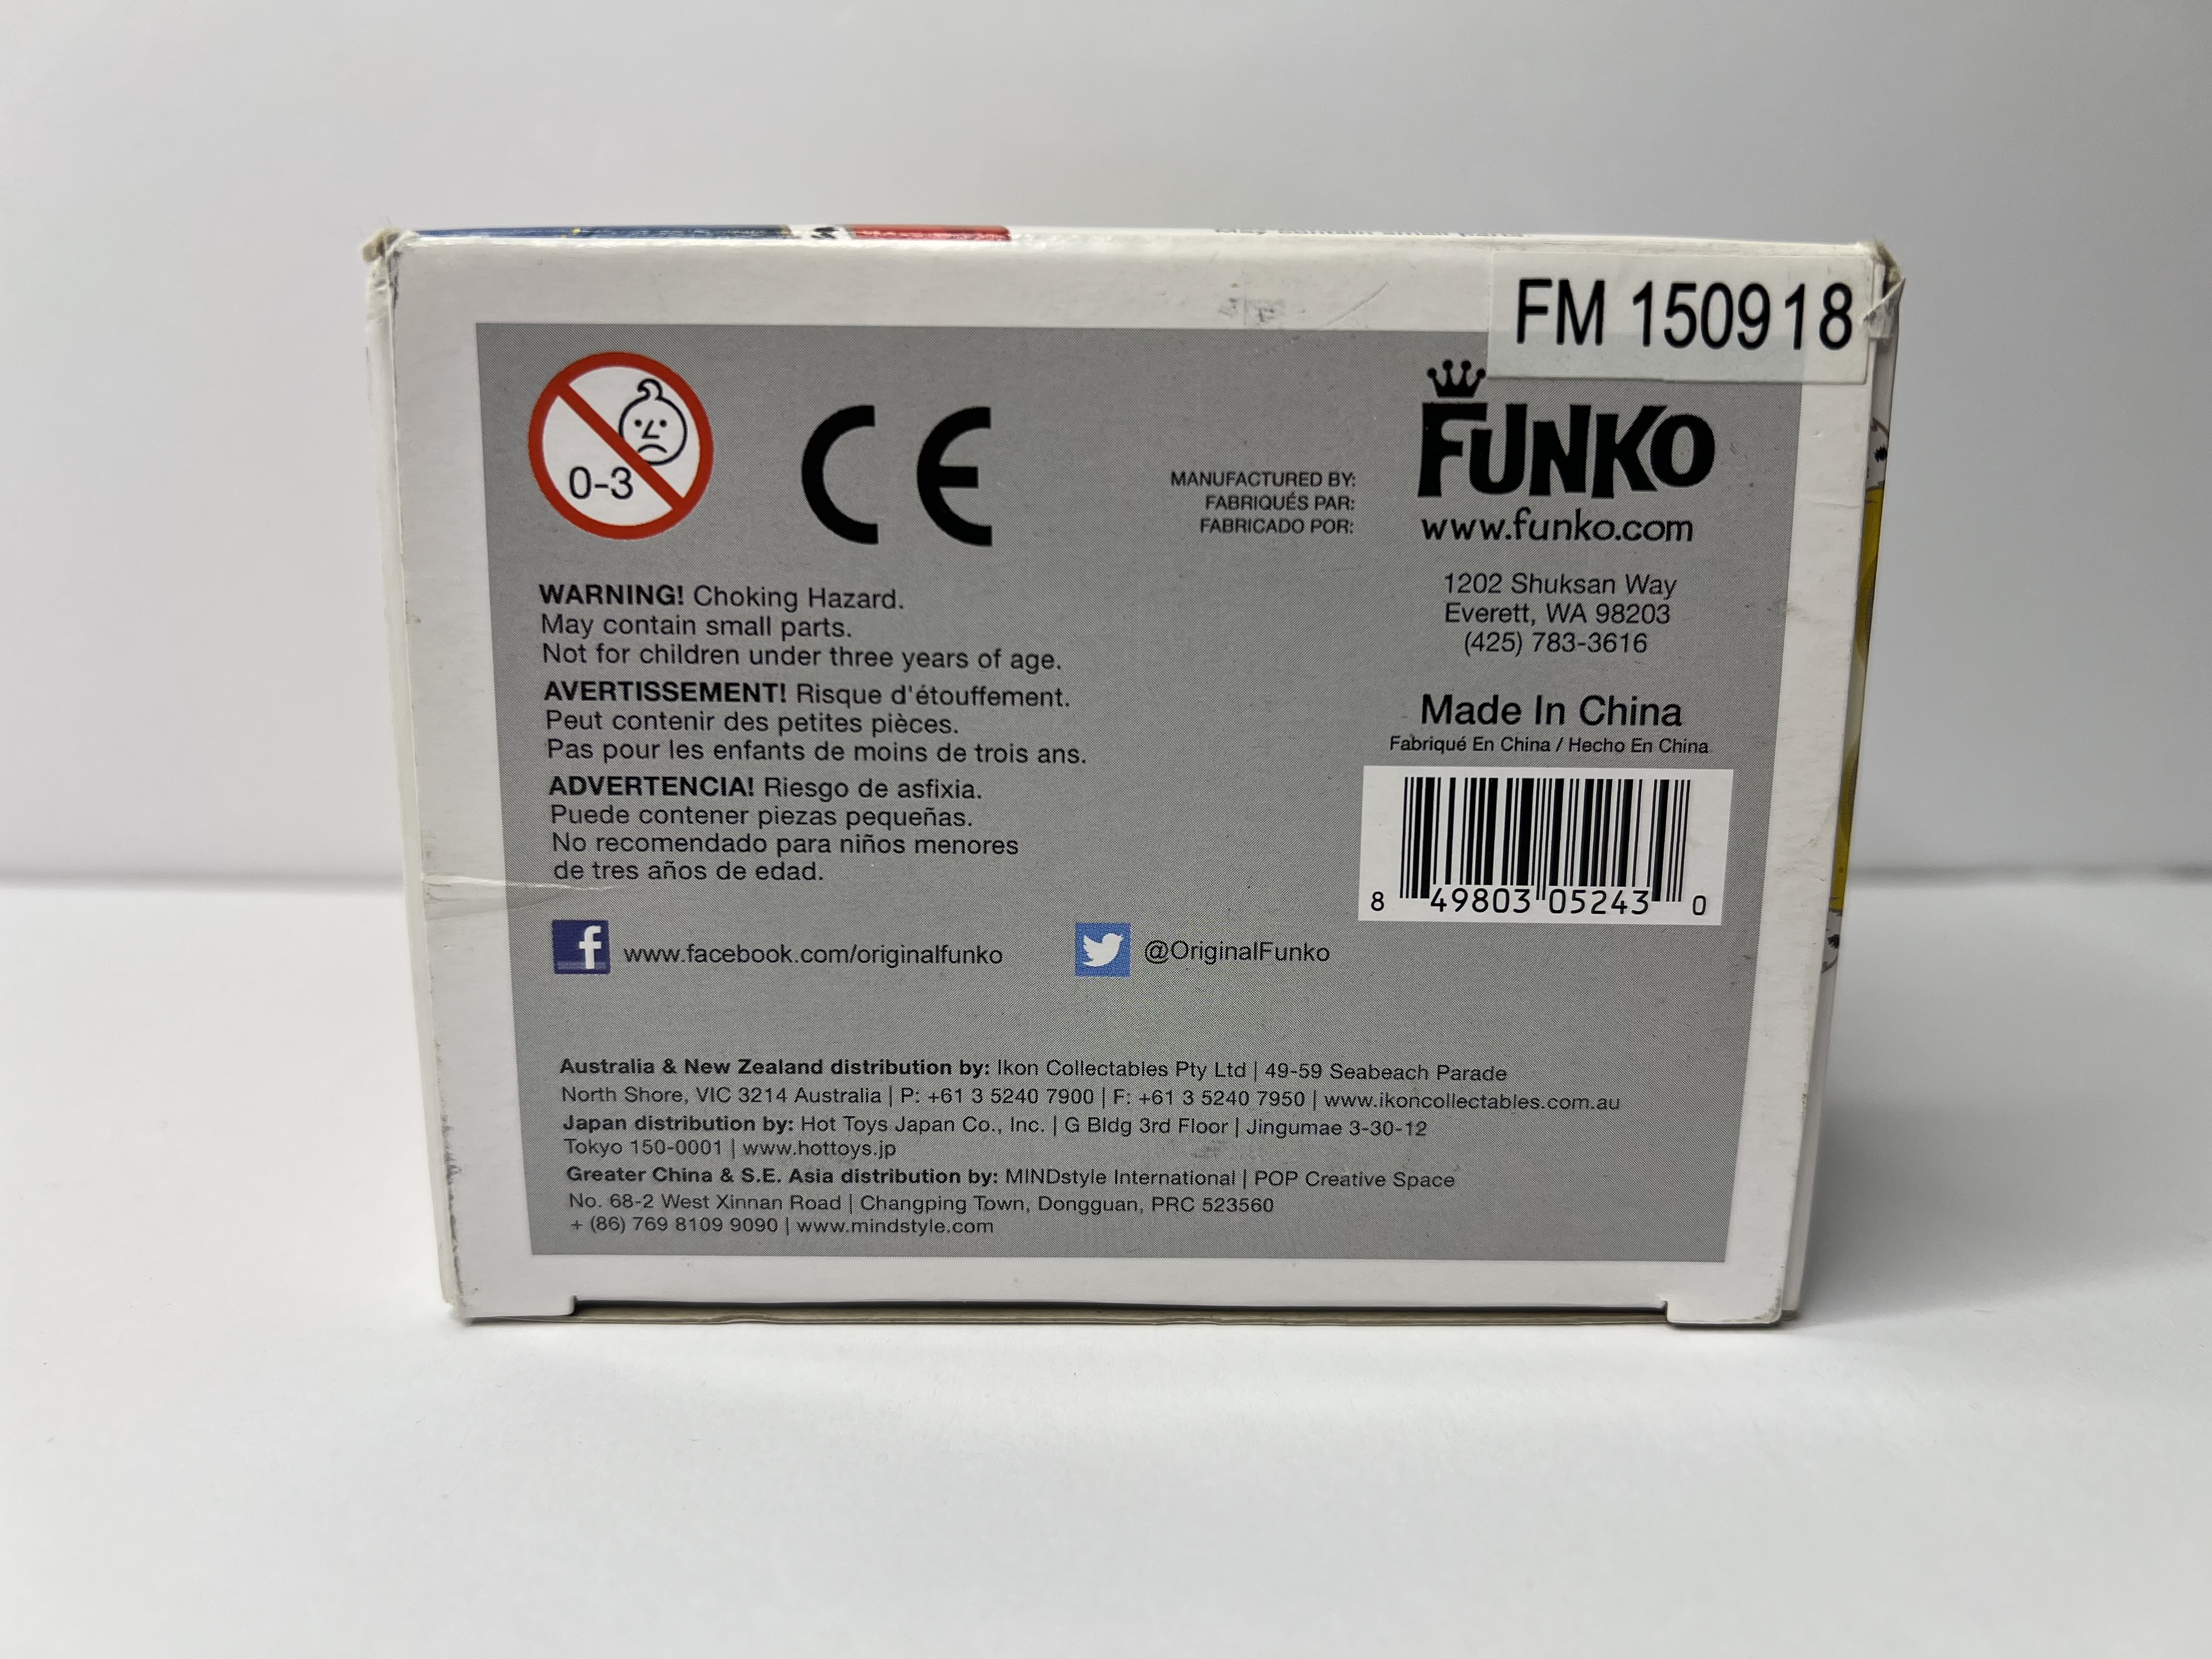 FM 150918
0-3
CE
MANUFACTURED BY:
FABRIQUÉS PAR:
FABRICADO POR:
FUNKO
www.funko.com
1202 Shuksan Way
Everett, WA 98203
(425) 783-3616
WARNING! Choking Hazard.
May contain small parts.
Not for children under three years of age.
AVERTISSEMENT! Risque d'étouffement.
Peut contenir des petites pièces.
Pas pour les enfants de moins de trois ans.
ADVERTENCIA! Riesgo de asfixia.
Puede contener piezas pequeñas.
No recomendado para niños menores
de tres años de edad.
Made In China
Fabriqué En China / Hecho En China
8 49803 05243 0
f www.facebook.com/originalfunko
@OriginalFunko
Australia & New Zealand distribution by: Ikon Collectables Pty Ltd | 49-59 Seabeach Parade
North Shore, VIC 3214 Australia | P: +61 3 5240 7900 | F: +61 3 5240 7950 | www.ikoncollectables.com.au
Japan distribution by: Hot Toys Japan Co., Inc. | G Bldg 3rd Floor | Jingumae 3-30-12
Tokyo 150-0001 | www.hottoys.jp
Greater China & S.E. Asia distribution by: MINDstyle International | POP Creative Space
No. 68-2 West Xinnan Road | Changping Town, Dongguan, PRC 523560
+ (86) 769 8109 9090 | www.mindstyle.com